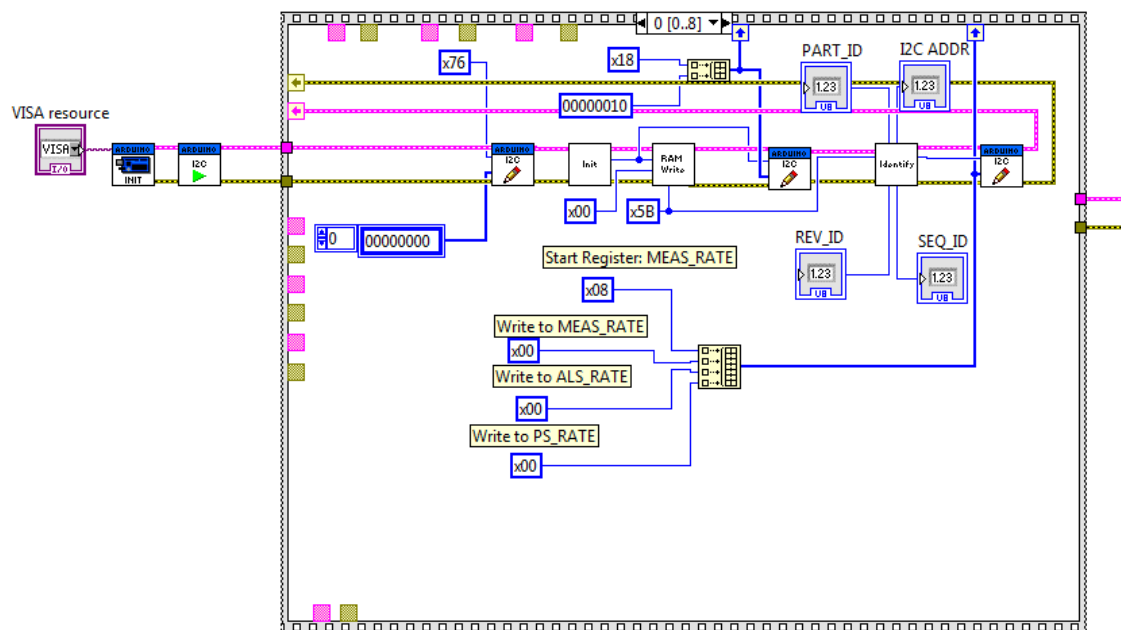 0 [0..8]
x76
x18
PART_ID
I2C ADDR
1.23
U8
1.23
U8
00000010
VISA resource
VISA
I/O
ARDUINO
INIT
ARDUINO
I2C
ARDUINO
I2C
Init
RAM
Write
ARDUINO
I2C
Identify
ARDUINO
I2C
x00
x5B
0
00000000
REV_ID
SEQ_ID
1.23
U8
1.23
U8
Start Register: MEAS_RATE
x08
Write to MEAS_RATE
x00
Write to ALS_RATE
x00
Write to PS_RATE
x00